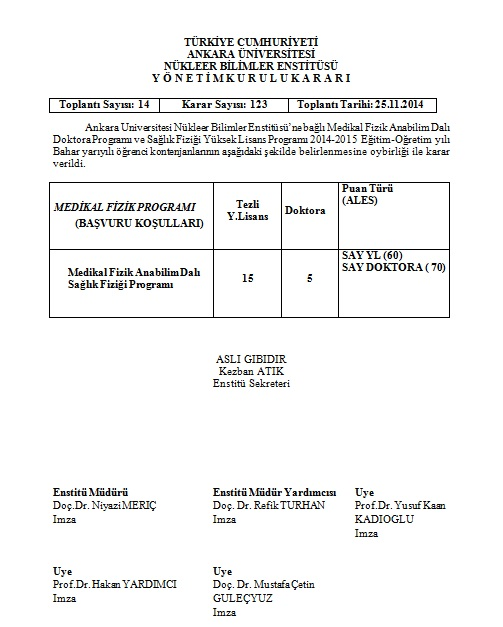 TÜRKİYE CUMHURİYETİ
ANKARA ÜNİVERSİTESİ
NÜKLEER BİLİMLER ENSTİTÜSÜ
Y Ö N E T İ M K U R U L U K A R A R I
Toplantı Sayısı: 14 Karar Sayısı: 123 Toplantı Tarihi: 25.11.2014
Ankara Universitesi Nükleer Bilimler Enstitüsü'ne bağlı Medikal Fizik Anabilim Dalı
Doktora Programı ve Sağlık Fiziği Yüksek Lisans Programı 2014-2015 Eğitim-Oğretim yılı
Bahar yarıyılı öğrenci kontenjanlarının aşağıdaki şekilde belirlenmesine oybirliği ile karar
verildi.
MEDİKAL FİZİK PROGRAMI
(BAŞVURU KOŞULLARI)
Tezli
Y.Lisans
Doktora
Puan Türü
(ALES)
Medikal Fizik Anabilim Dalı
Sağlık Fiziği Programı
15
5
SAY YL (60)
SAY DOKTORA ( 70)
ASLI GIBIDIR
Kezban ATIK
Enstitü Sekreteri
Enstitü Müdürü
Doç.Dr. Niyazi MERIÇ
Imza
Enstitü Müdür Yardımcısı
Doç. Dr. Refik TURHAN
Imza
Uye
Prof.Dr. Yusuf Kaan
KADIOGLU
Imza
Uye
Prof.Dr. Hakan YARDIMCI
Imza
Uye
Doç. Dr. Mustafa Çetin
GULEÇYUZ
Imza